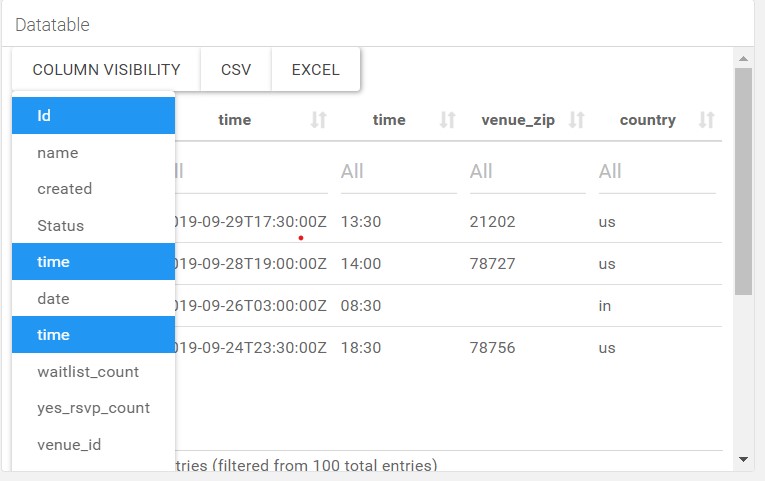 Datatable
COLUMN VISIBILITY CSV EXCEL
Id
name
created
Status
time
date
time
waitlist_count
yes_rsvp_count
venue_id
time time venue_zip country
All All All
019-09-29T17:30:00Z 13:30 21202 us
019-09-28T19:00:00Z 14:00 78727 us
019-09-26T03:00:00Z 08:30 in
019-09-24T23:30:00Z 18:30 78756 us
tries (filtered from 100 total entries)